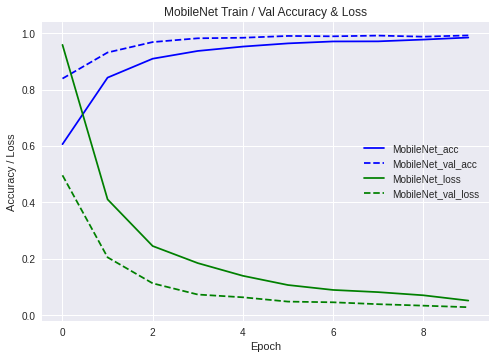 MobileNet Train / Val Accuracy & Loss
1.0
0.8
0.6
0.4
0.2
0.0
Accuracy / Loss
MobileNet_acc
MobileNet_val_acc
MobileNet_loss
MobileNet_val_loss
0 2 4 6 8
Epoch